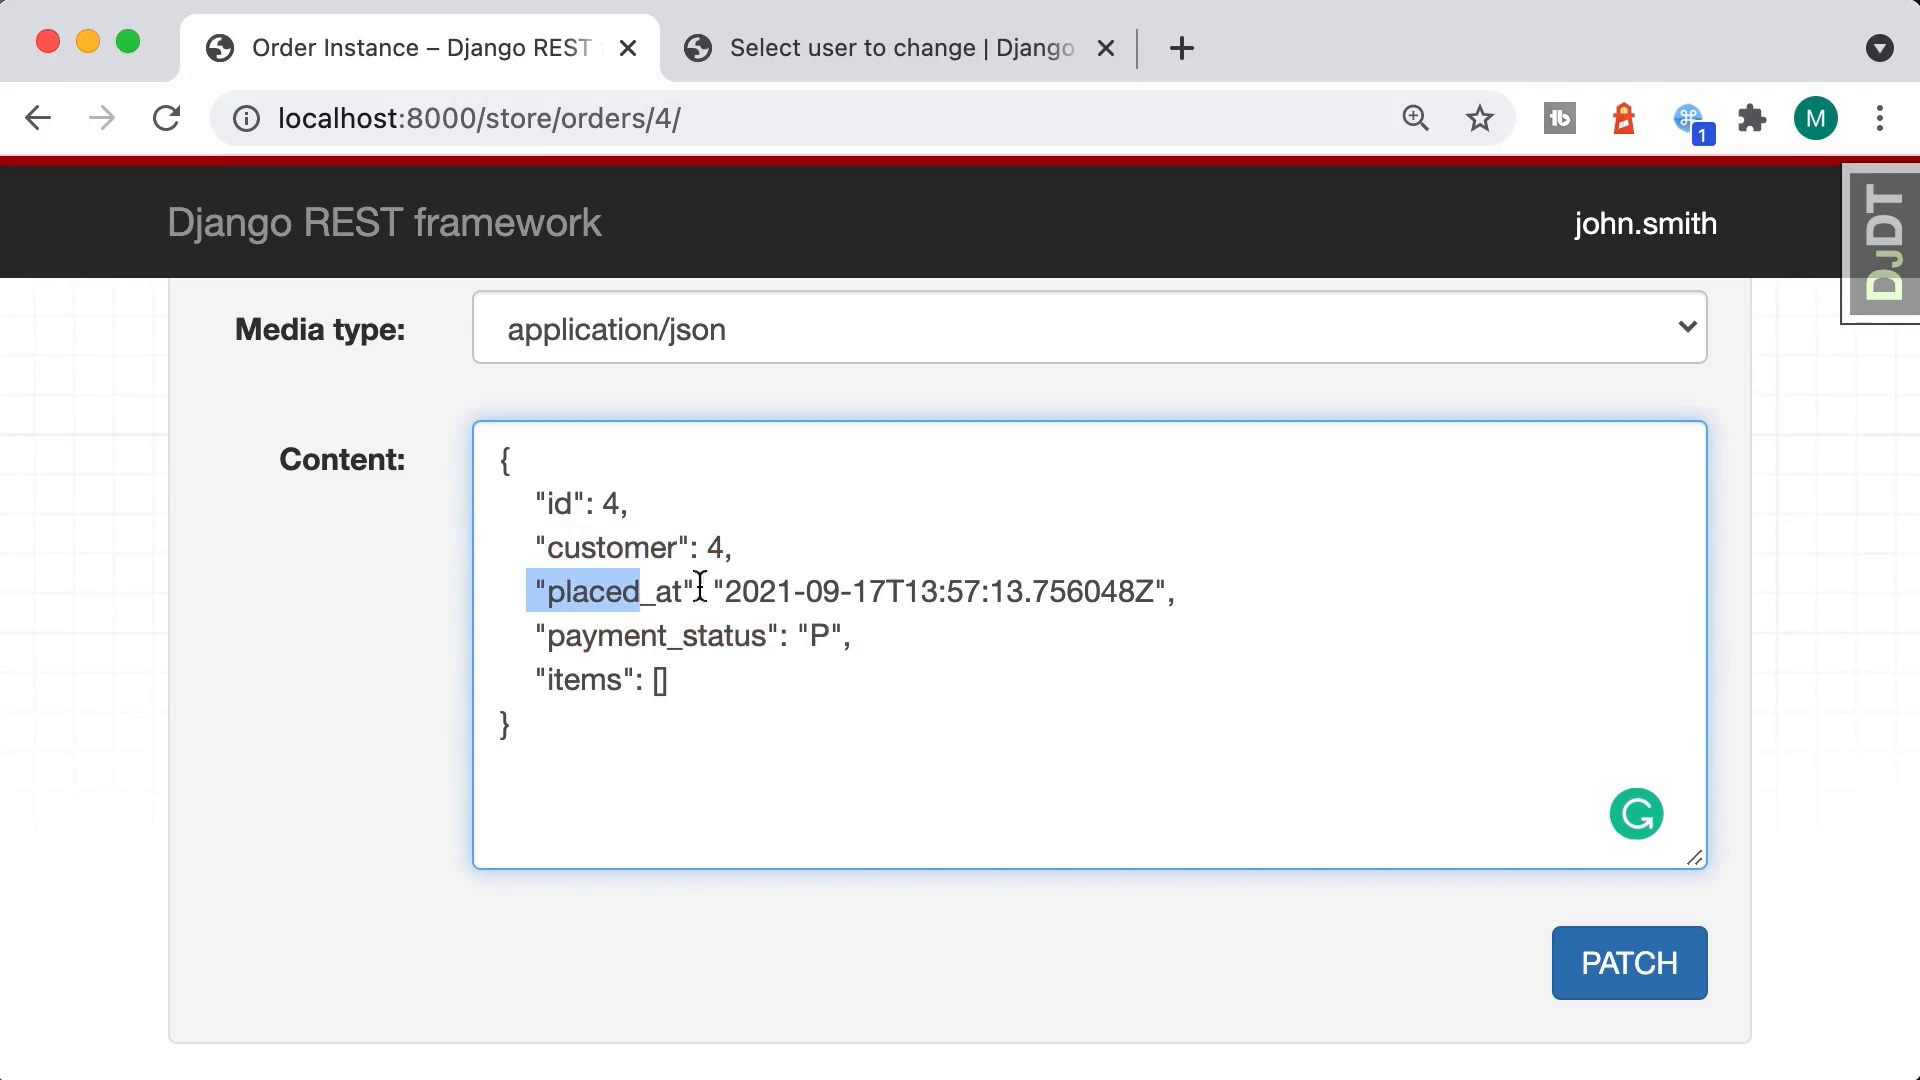 Order Instance – Django REST
Select user to change | Django
localhost:8000/store/orders/4/
1
M
Django REST framework
john.smith
DJDT
Media type:
application/json
Content:
{
"id": 4,
"customer": 4,
"placed_at": "2021-09-17T13:57:13.756048Z",
"payment_status": "P",
"items": []
}
PATCH